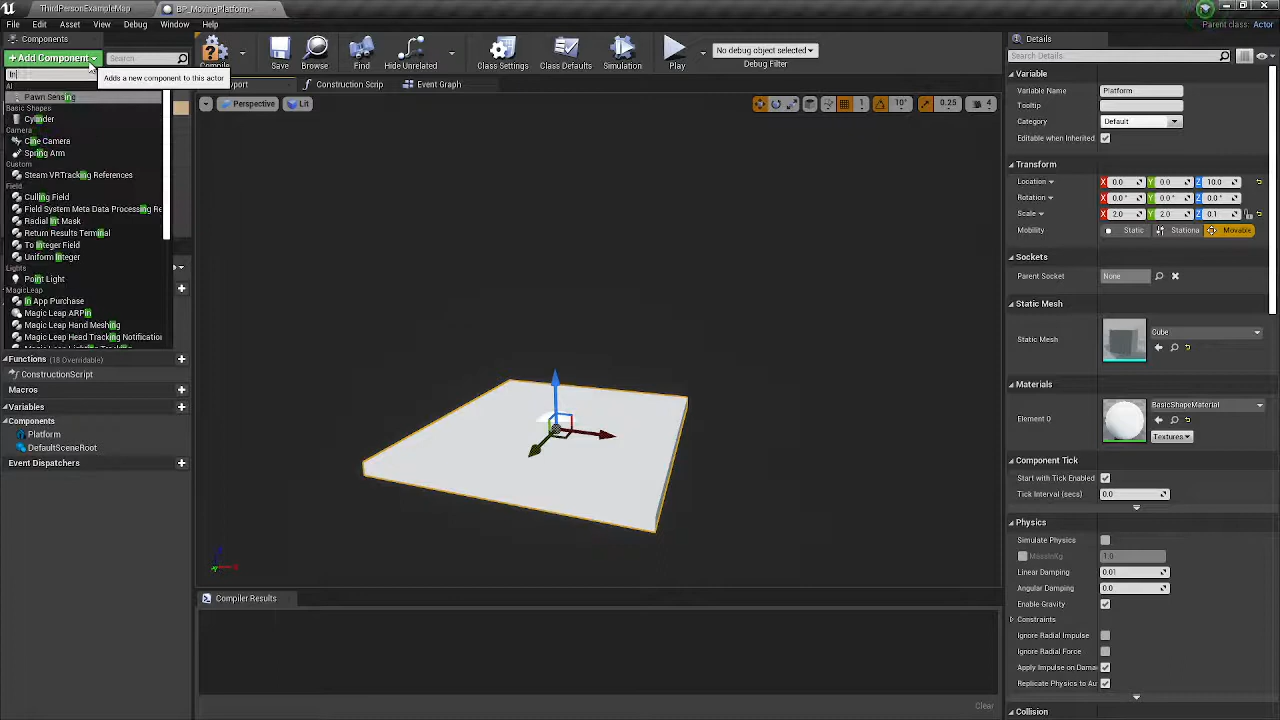 ThirdPersonExampleMap
BP_MovingPlatform*
Parent class: Actor
File Edit Asset View Debug Window Help
Components
Details
+Add Component
Search
Search Details
In
Adds a new component to this actor
AI
Pawn Sensing
Basic Shapes
Cylinder
Camera
Cine Camera
Spring Arm
Custom
Steam VRTracking References
Field
Culling Field
Field System Meta Data Processing Re
Radial Int Mask
Return Results Terminal
To Integer Field
Uniform Integer
Lights
Point Light
MagicLeap
In App Purchase
Magic Leap ARPin
Magic Leap Hand Meshing
Magic Leap Head Tracking Notification
Functions (18 Overridable)
ConstructionScript
Macros
Variables
Components
Platform
DefaultSceneRoot
Event Dispatchers
Compile
Save
Browse
Find
Hide Unrelated
Class Settings
Class Defaults
Simulation
Play
No debug object selected
Debug Filter
port
Construction Script
Event Graph
Perspective
Lit
1
10°
0.25
4
Compiler Results
Clear
Variable
Variable Name Platform
Tooltip
Category Default
Editable when Inherited
Transform
Location X 0.0 Y 0.0 Z 10.0
Rotation X 0.0° Y 0.0° Z 0.0°
Scale X 2.0 Y 2.0 Z 0.1
Mobility Static Stationa Movable
Sockets
Parent Socket None
Static Mesh
Static Mesh Cube
Materials
Element 0 BasicShapeMaterial
Textures
Component Tick
Start with Tick Enabled
Tick Interval (secs) 0.0
Physics
Simulate Physics
MassInKg 1.0
Linear Damping 0.01
Angular Damping 0.0
Enable Gravity
Constraints
Ignore Radial Impulse
Ignore Radial Force
Apply Impulse on Dama
Replicate Physics to Au
Collision